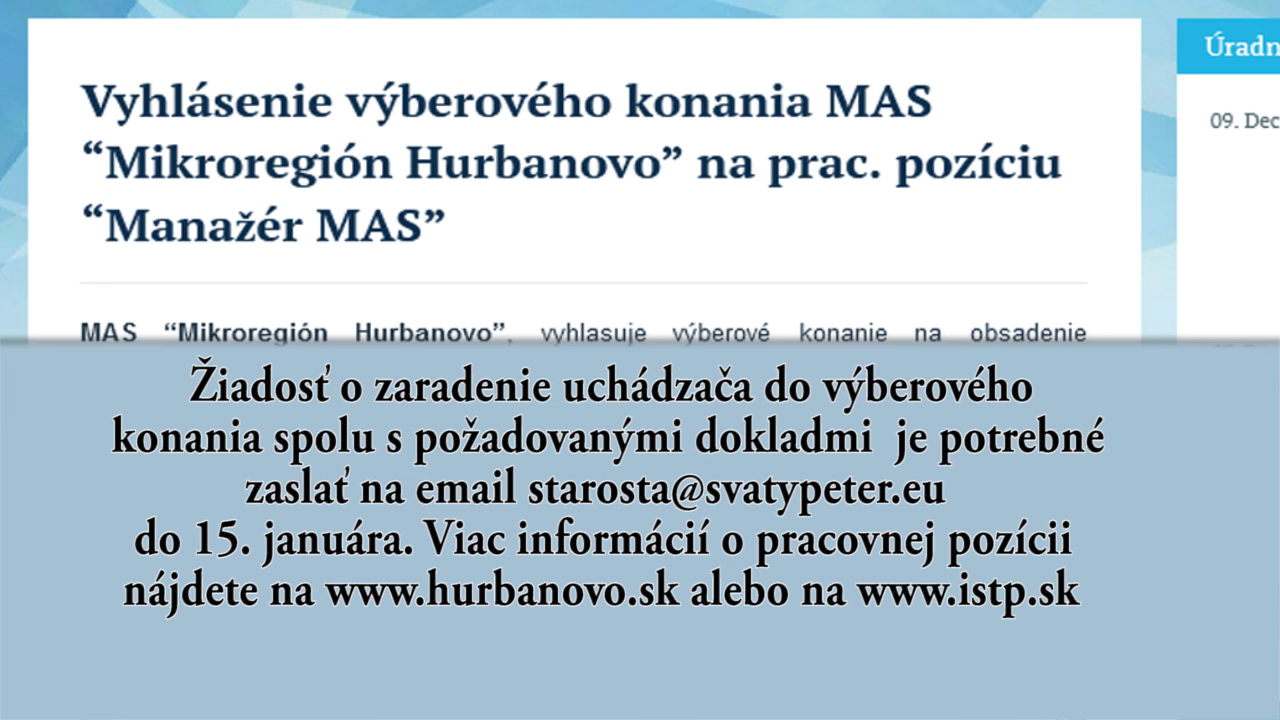 Vyhlásenie výberového konania MAS
“Mikroregión Hurbanovo” na prac. pozíciu
“Manažér MAS”
MAS “Mikroregión Hurbanovo”, vyhlasuje výberové konanie na obsadenie
Úradn
09. Dec
Žiadosť o zaradenie uchádzača do výberového
konania spolu s požadovanými dokladmi je potrebné
zaslať na email starosta@svatypeter.eu
do 15. januára. Viac informácií o pracovnej pozícii
nájdete na www.hurbanovo.sk alebo na www.istp.sk